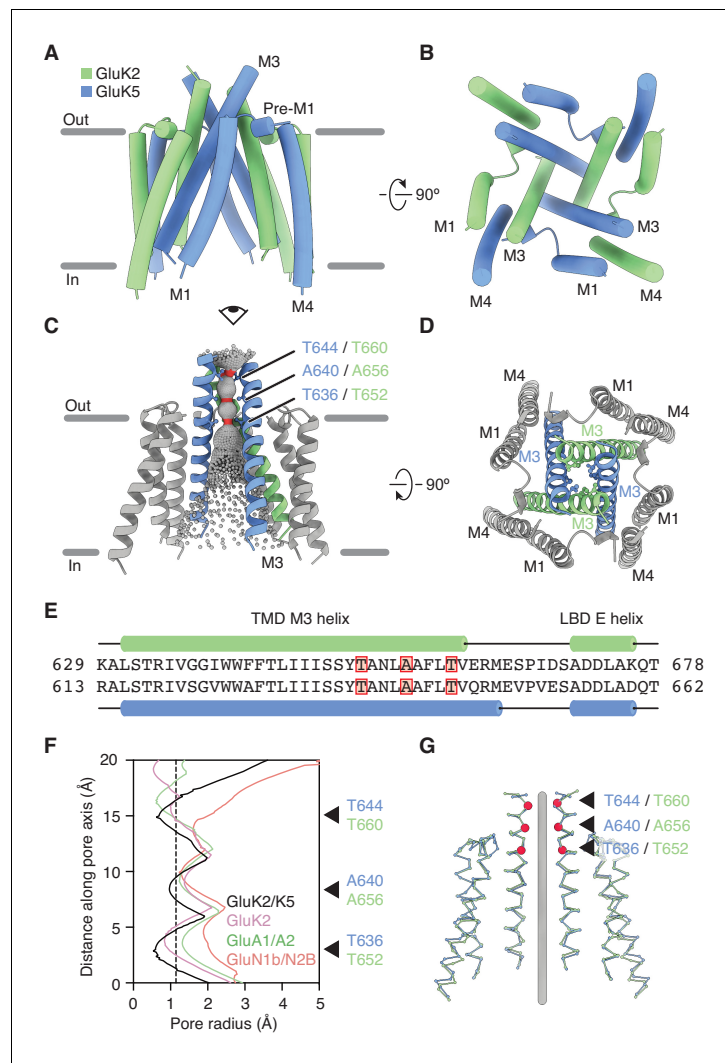 A
GluK2
GluK5
M3
Pre-M1
Out
In
M1
M4
90º
B
M1
M3
M3
M4
M1
M4
C
T644 / T660
A640 / A656
T636 / T652
Out
In
M3
90º
D
M4
M1
M4
M1
M3
M3
M3
M3
M1
M4
M1
M4
E
TMD M3 helix
LBD E helix
629 KALSTRIVGGIWWFFTLIIISSYTANLAAFLTVERMESPIDSADDLAKQT 678
613 RALSVRIVSGVWWAFTLIIISSYTANLAAFLTVQRMEVPVESADDLADQT 662
F
Distance along pore axis (Å)
20
15
10
5
0
0 1 2 3 4 5
Pore radius (Å)
GluK2/K5
GluK2
GluA1/A2
GluN1b/N2B
T644
T660
A640
A656
T636
T652
G
T644 / T660
A640 / A656
T636 / T652